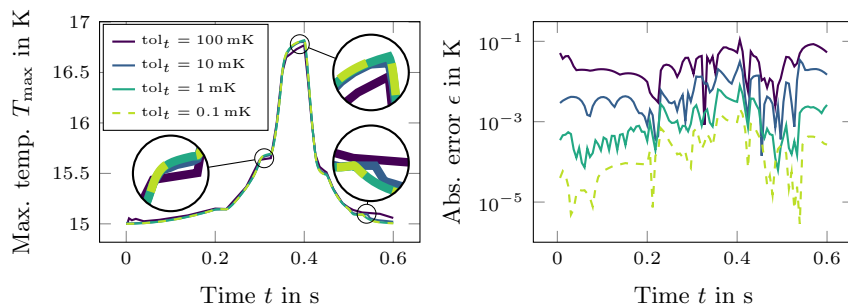 17
16.5
16
15.5
15
0
0.2
0.4
0.6
Max. temp. T_max in K
Time t in s
tol_t = 100 mK
tol_t = 10 mK
tol_t = 1 mK
tol_t = 0.1 mK
10^−1
10^−3
10^−5
0
0.2
0.4
0.6
Abs. error ϵ in K
Time t in s